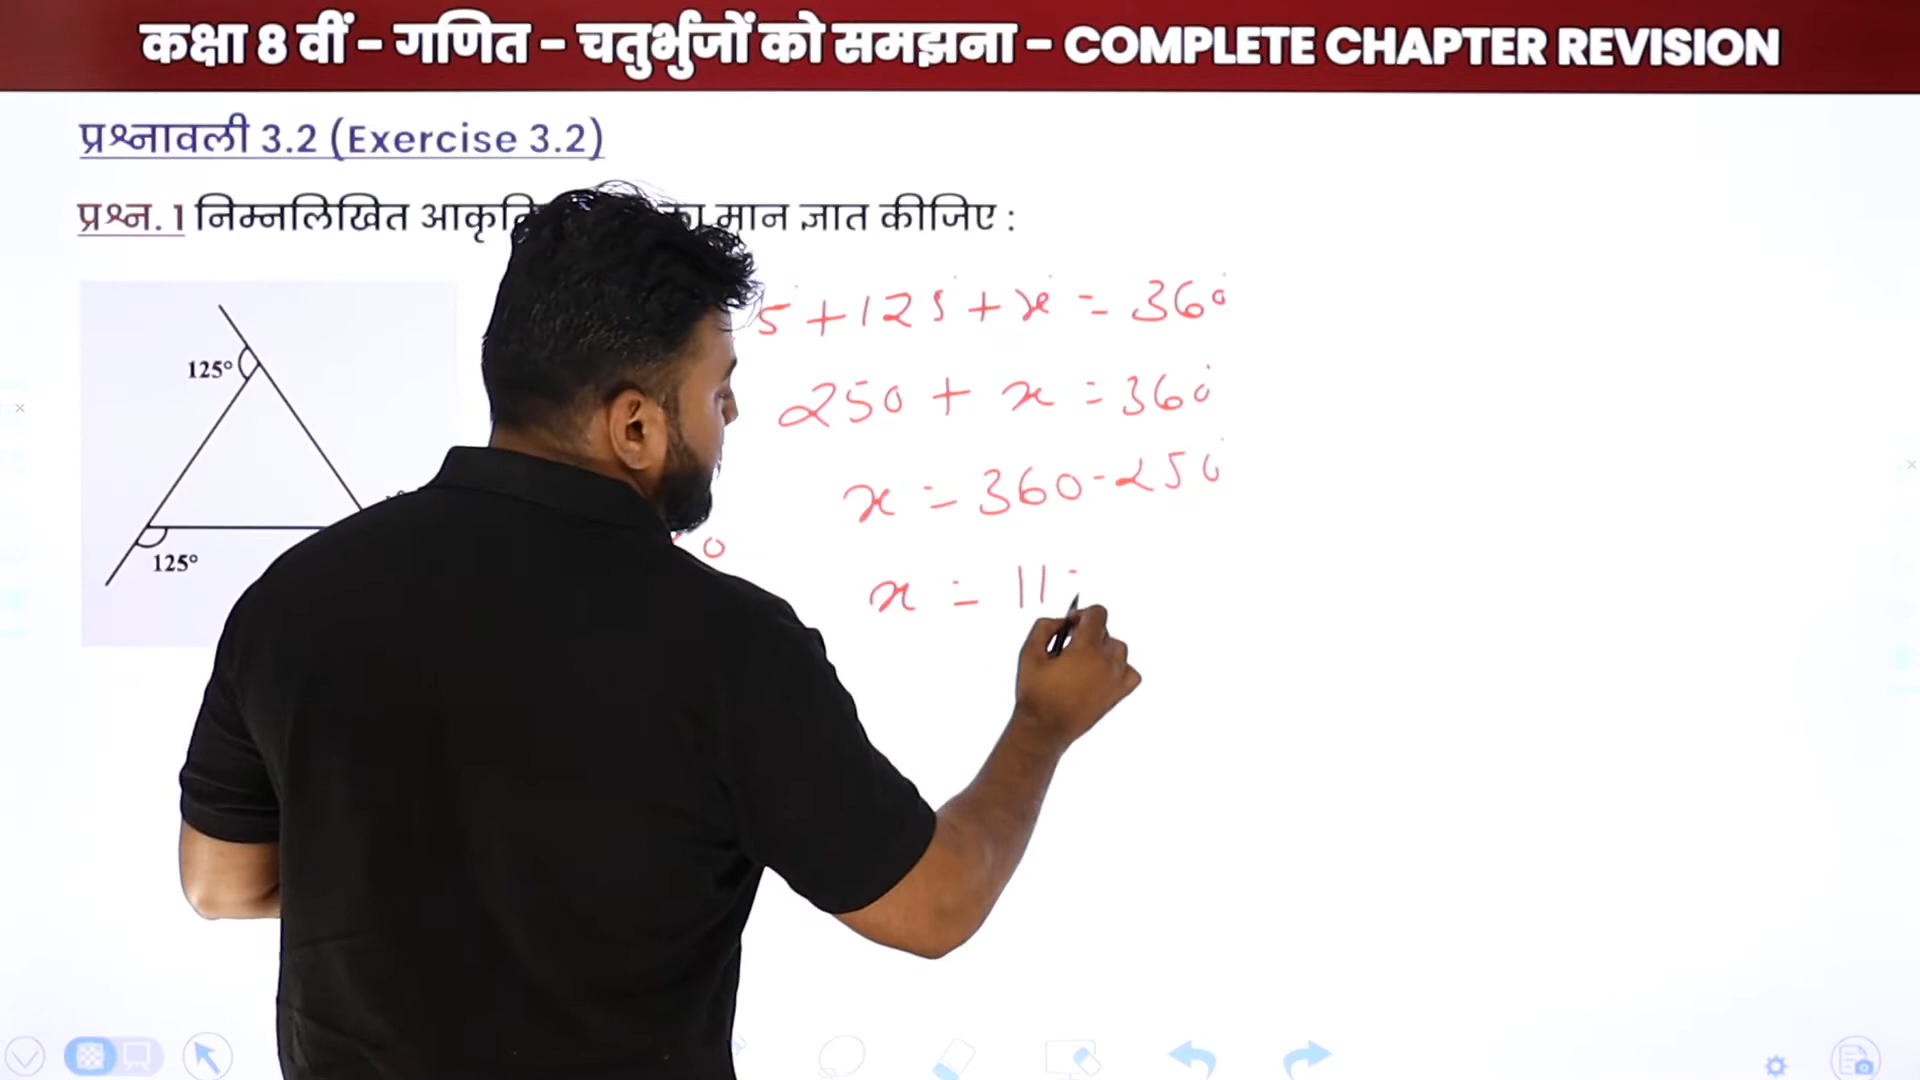 कक्षा 8 वीं – गणित – चतुर्भुजों को समझना – COMPLETE CHAPTER REVISION
प्रश्नावली 3.2 (Exercise 3.2)
प्रश्न. 1 निम्नलिखित मान ज्ञात कीजिए :
5 + 125 + x = 360
125°
250 + x = 360°
x = 360 - 250°
125°
x = 11